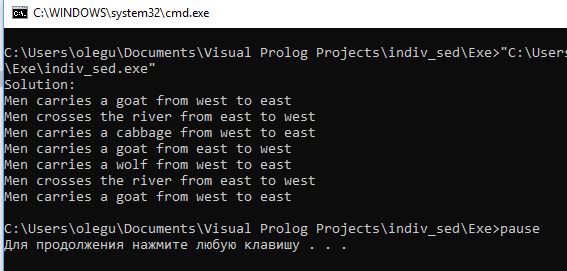 C:\WINDOWS\system32\cmd.exe
C:\Users\olegu\Documents\Visual Prolog Projects\indiv_sed\Exe>"C:\Users
\Exe\indiv_sed.exe"
Solution:
Men carries a goat from west to east
Men crosses the river from east to west
Men carries a cabbage from west to east
Men carries a goat from east to west
Men carries a wolf from west to east
Men crosses the river from east to west
Men carries a goat from west to east
C:\Users\olegu\Documents\Visual Prolog Projects\indiv_sed\Exe>pause
Для продолжения нажмите любую клавишу . . .